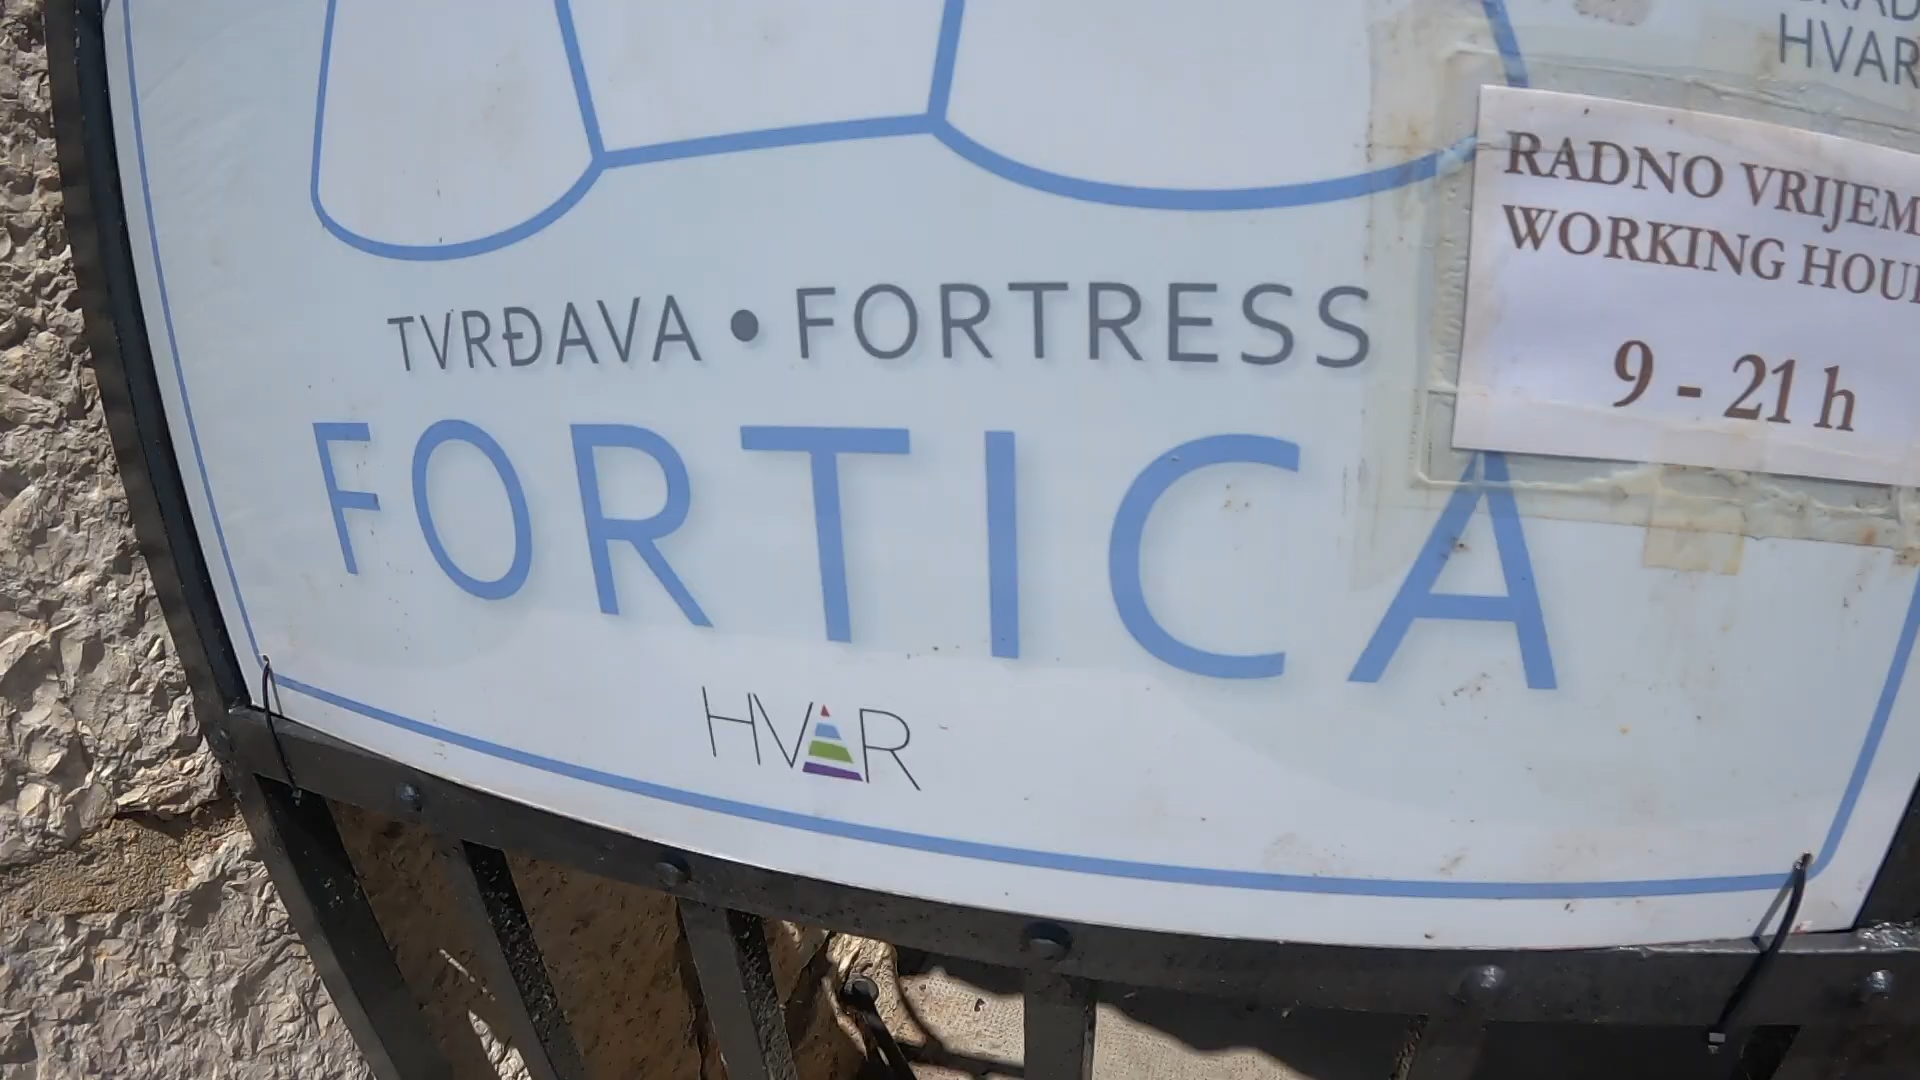 HVAR
RADNO VRIJEM
WORKING HOU
9 - 21 h
TVRĐAVA • FORTRESS
FORTICA
HVAR